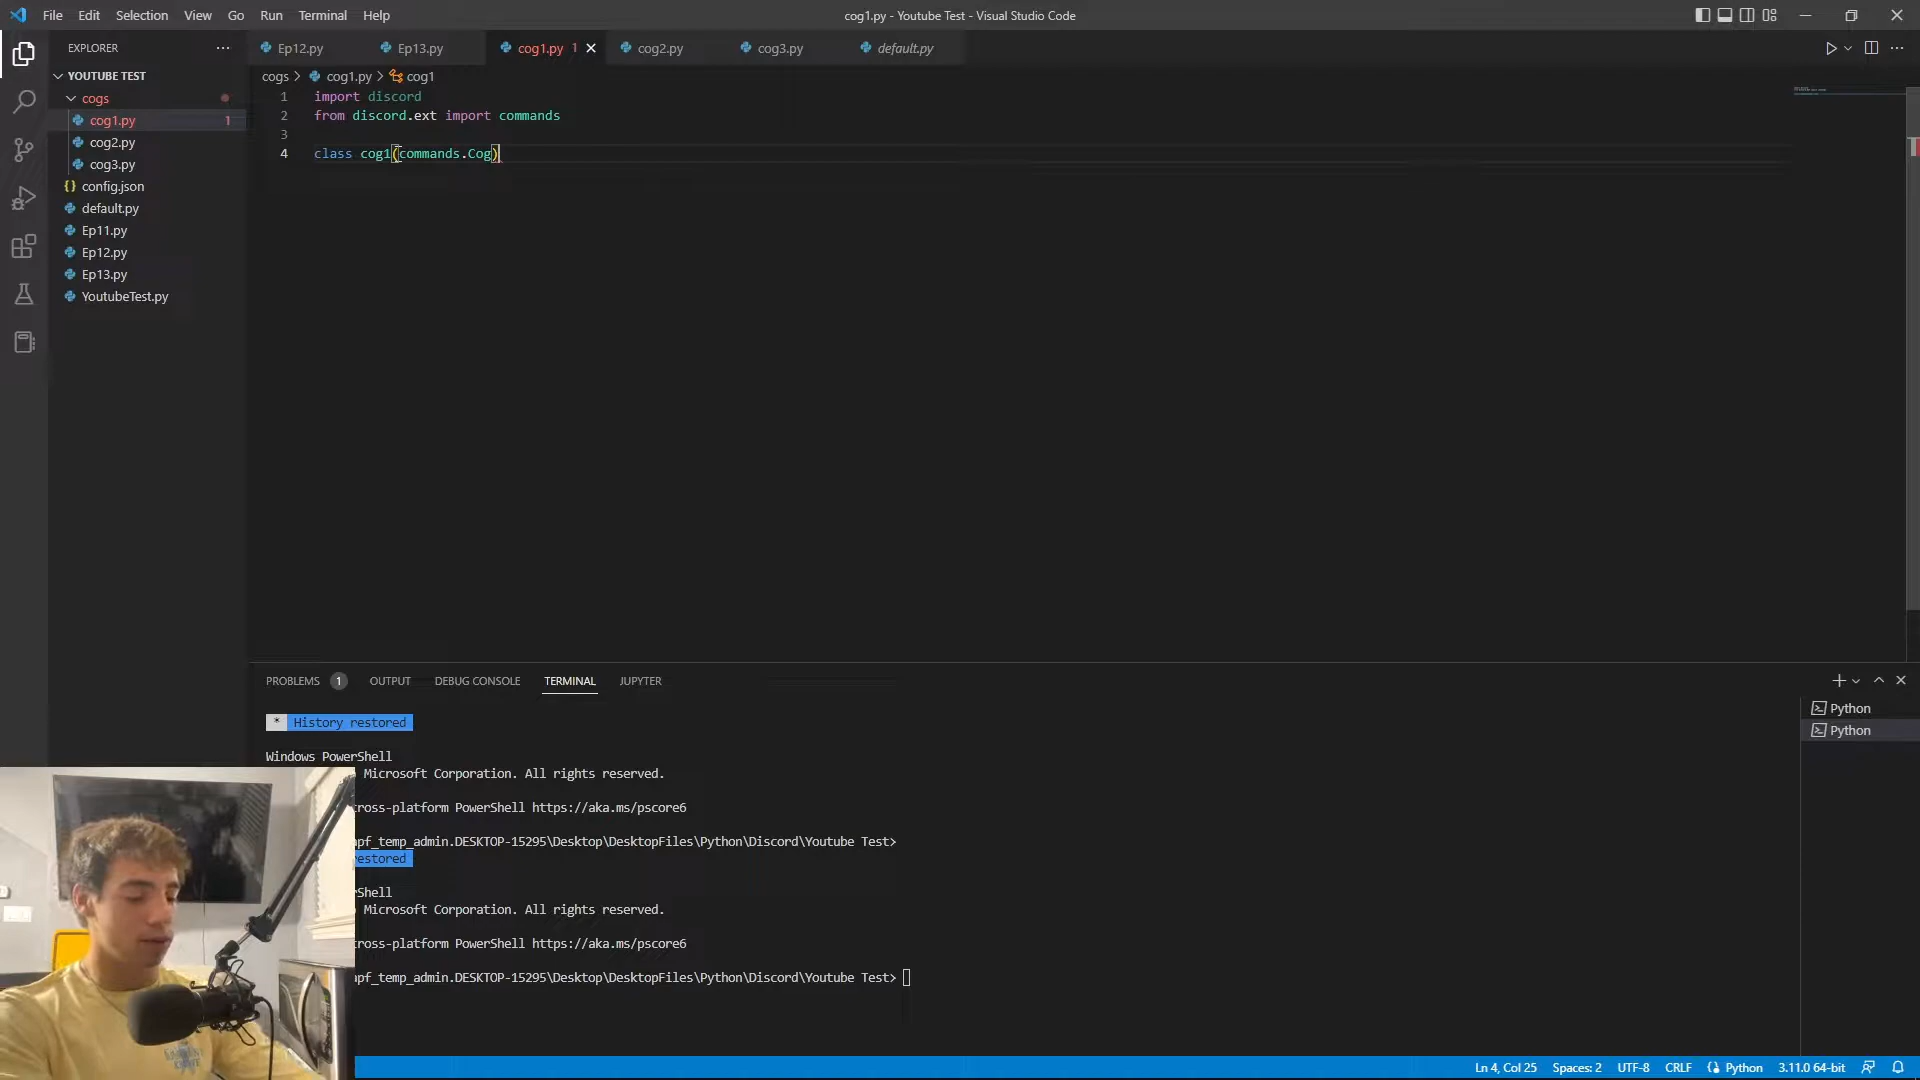 File Edit Selection View Go Run Terminal Help
cog1.py - Youtube Test - Visual Studio Code
EXPLORER
YOUTUBE TEST
cogs
cog1.py 1
cog2.py
cog3.py
config.json
default.py
Ep11.py
Ep12.py
Ep13.py
YoutubeTest.py
Ep12.py Ep13.py cog1.py 1 cog2.py cog3.py default.py
cogs > cog1.py > cog1
1 import discord
2 from discord.ext import commands
3
4 class cog1(commands.Cog)
PROBLEMS 1 OUTPUT DEBUG CONSOLE TERMINAL JUPYTER
* History restored
Windows PowerShell
Microsoft Corporation. All rights reserved.
ross-platform PowerShell https://aka.ms/pscore6
pf_temp_admin.DESKTOP-15295\Desktop\DesktopFiles\Python\Discord\Youtube Test>
estored
Shell
Microsoft Corporation. All rights reserved.
ross-platform PowerShell https://aka.ms/pscore6
pf_temp_admin.DESKTOP-15295\Desktop\DesktopFiles\Python\Discord\Youtube Test>
Python
Python
Ln 4, Col 25 Spaces: 2 UTF-8 CRLF Python 3.11.0 64-bit